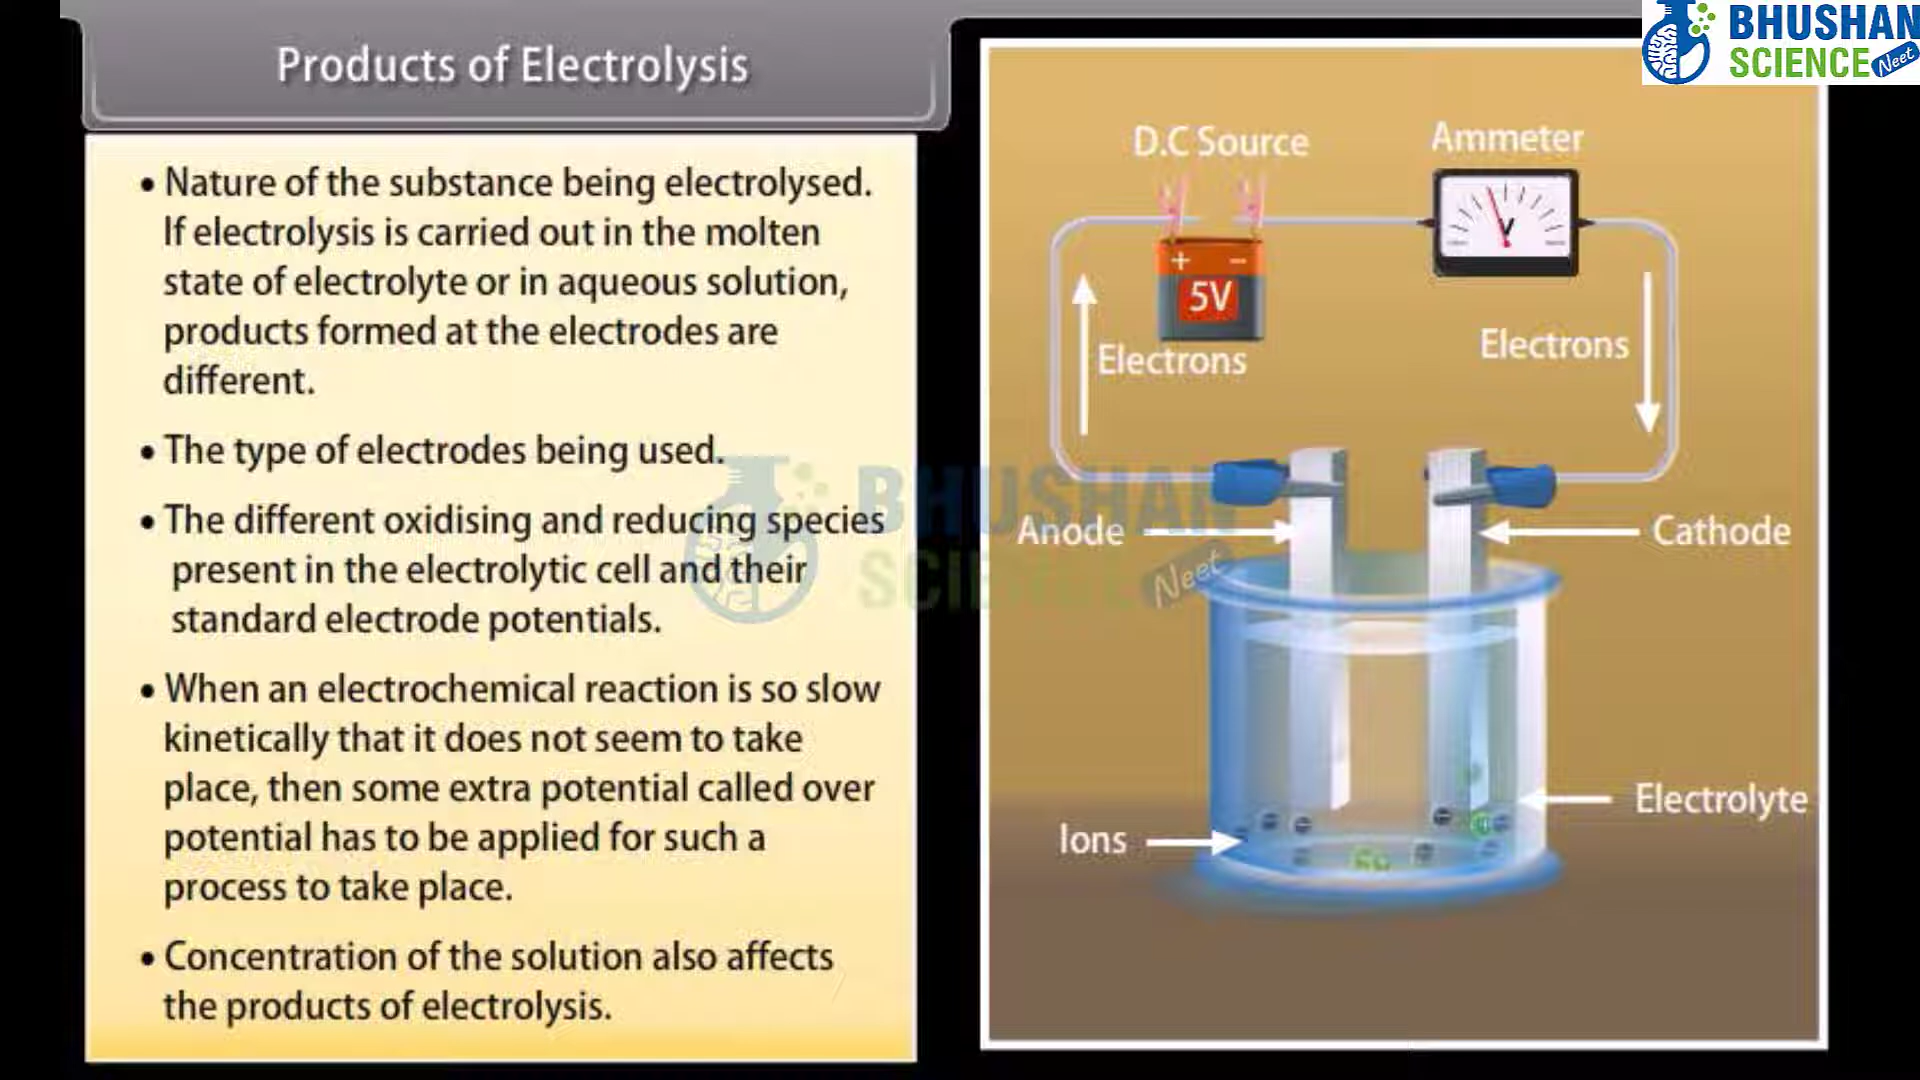 Products of Electrolysis
• Nature of the substance being electrolysed.
If electrolysis is carried out in the molten
state of electrolyte or in aqueous solution,
products formed at the electrodes are
different.
• The type of electrodes being used.
• The different oxidising and reducing species
present in the electrolytic cell and their
standard electrode potentials.
• When an electrochemical reaction is so slow
kinetically that it does not seem to take
place, then some extra potential called over
potential has to be applied for such a
process to take place.
• Concentration of the solution also affects
the products of electrolysis.
BHUSHAN
SCIENCE Neet
D.C Source
Ammeter
V
+ −
5V
Electrons
Electrons
Anode
Cathode
Electrolyte
Ions
BHUSHAN
SCIENCE Neet